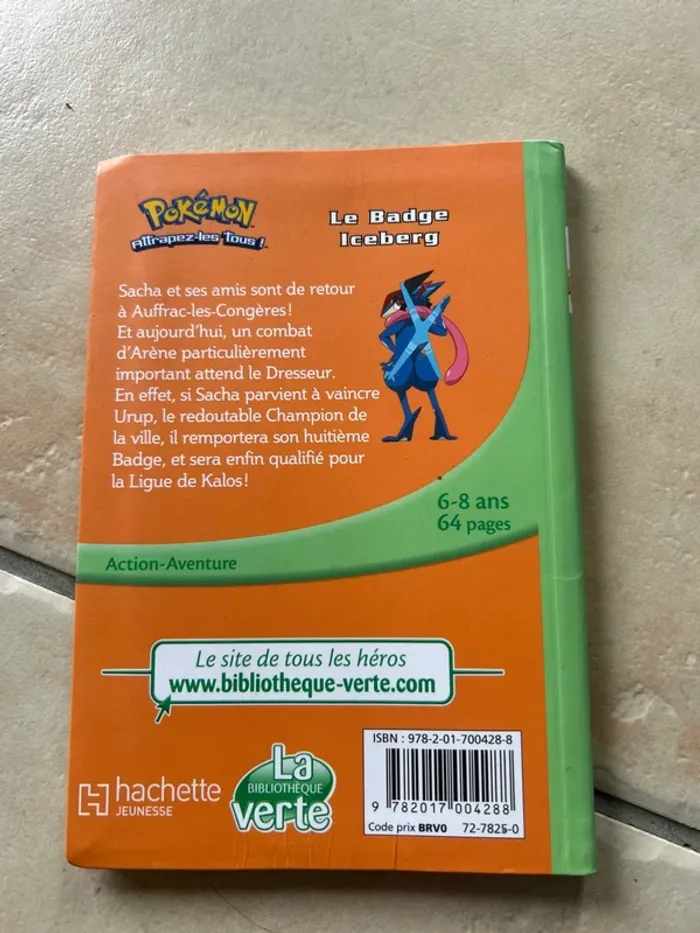 POKéMON
Attrapez-les tous !
Le Badge
Iceberg
Sacha et ses amis sont de retour
à Auffrac-les-Congères !
Et aujourd'hui, un combat
d'Arène particulièrement
important attend le Dresseur.
En effet, si Sacha parvient à vaincre
Urup, le redoutable Champion de
la ville, il remportera son huitième
Badge, et sera enfin qualifié pour
la Ligue de Kalos !
6-8 ans
64 pages
Action-Aventure
Le site de tous les héros
www.bibliotheque-verte.com
hachette
JEUNESSE
La
BIBLIOTHÈQUE
verte
ISBN : 978-2-01-700428-8
9 782017 004288
Code prix BRV0 72-7825-0